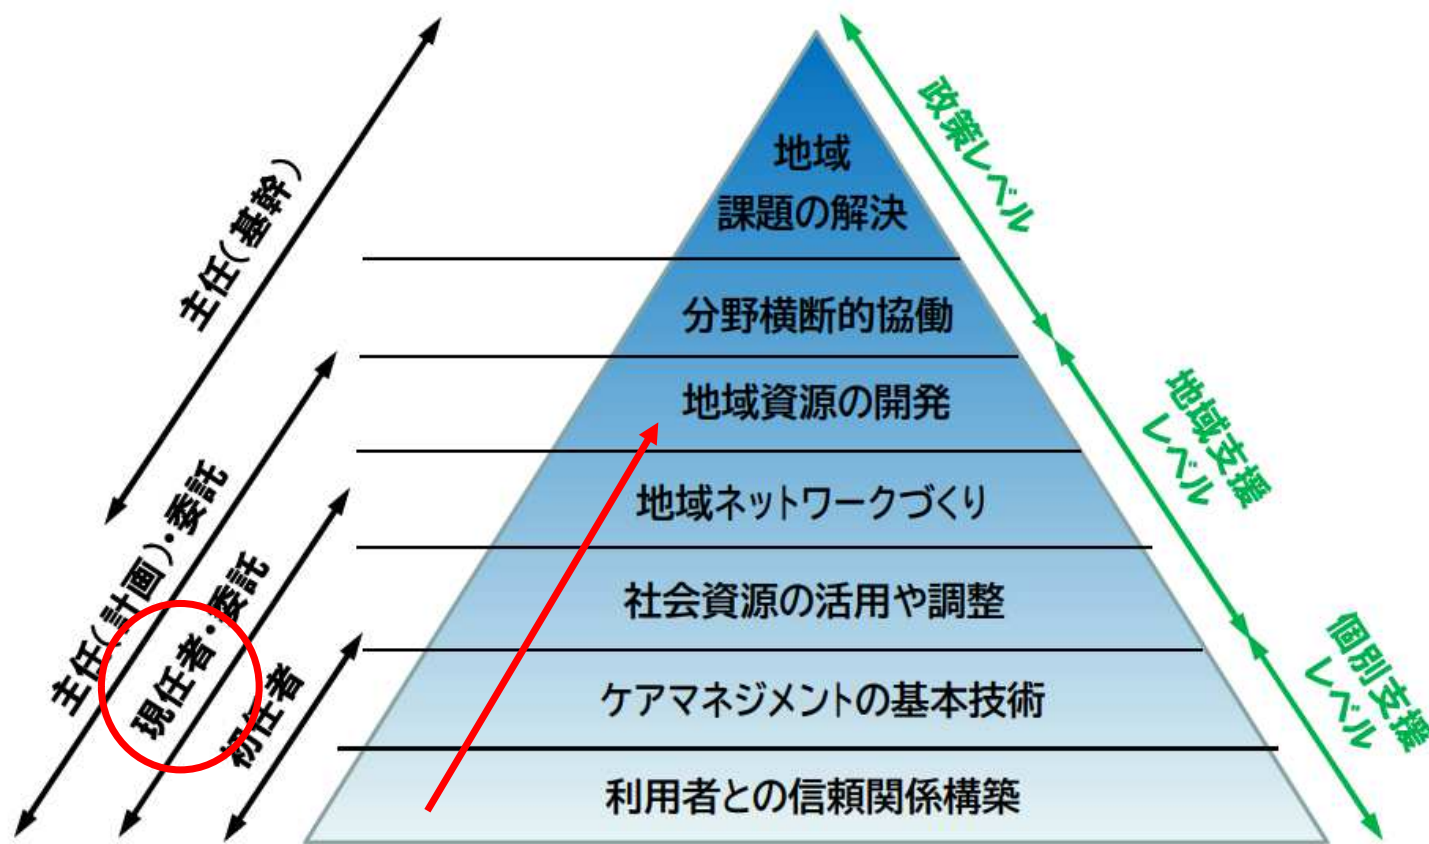 地域
課題の解決
分野横断的協働
地域資源の開発
地域ネットワークづくり
社会資源の活用や調整
ケアマネジメントの基本技術
利用者との信頼関係構築
主任(基幹)
主任(計画)・委託
現任者・委託
初任者
政策レベル
地域支援
レベル
個別支援
レベル